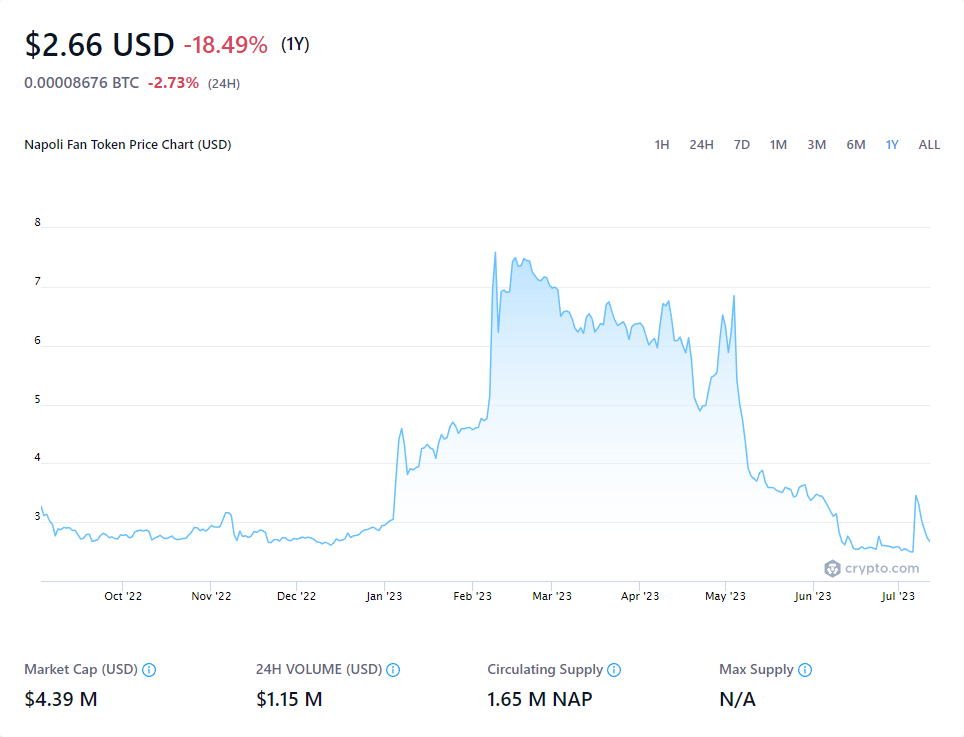 $2.66 USD -18.49% (1Y)
0.00008676 BTC -2.73% (24H)
Napoli Fan Token Price Chart (USD) 1H 24H 7D 1M 3M 6M 1Y ALL
8
7
6
5
4
3
crypto.com
Oct '22 Nov '22 Dec '22 Jan '23 Feb '23 Mar '23 Apr '23 May '23 Jun '23 Jul '23
Market Cap (USD) 24H VOLUME (USD) Circulating Supply Max Supply
$4.39 M $1.15 M 1.65 M NAP N/A